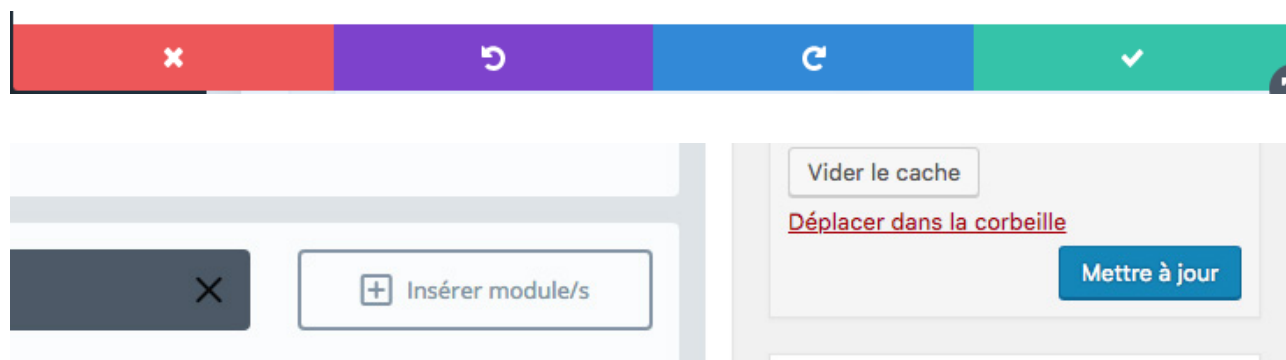 Vider le cache
Déplacer dans la corbeille
Mettre à jour
Insérer module/s